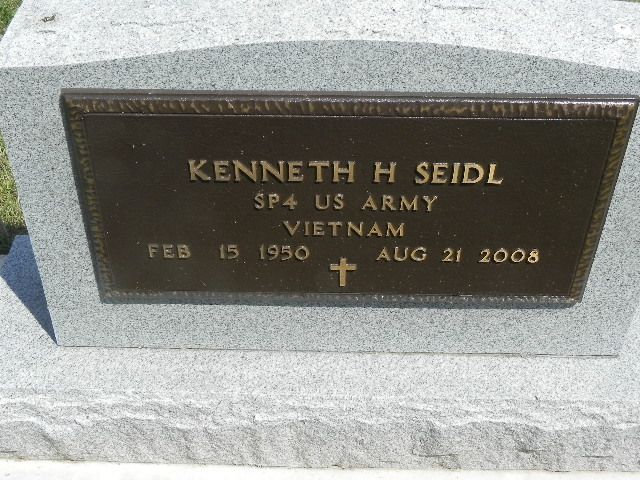 KENNETH H SEIDL
SP4 US ARMY
VIETNAM
FEB 15 1950 AUG 21 2008